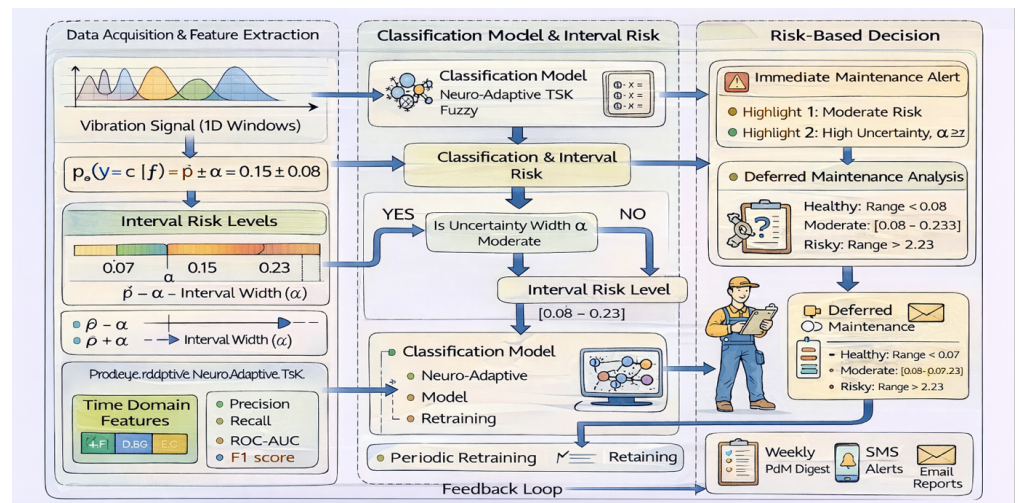 Data Acquisition & Feature Extraction
Vibration Signal (1D Windows)
pₑ(y = c | f) = ṗ ± α = 0.15 ± 0.08
Interval Risk Levels
0.07 0.15 0.23
α
p̂ − α − Interval Width (α)
ρ̂ − α
ρ̂ + α Interval Width (α)
Prodleye.rddptive NeuroAdaptive.TSK.
Time Domain
Features
D.BG
Precision
Recall
ROC-AUC
F1 score
Classification Model & Interval Risk
Classification Model
Neuro-Adaptive TSK
Fuzzy
Classification & Interval
Risk
YES
NO
Is Uncertainty Width α
Moderate
Interval Risk Level
[0.08 – 0.23]
Classification Model
Neuro-Adaptive
Model
Retraining
Periodic Retraining
Retaining
Feedback Loop
Risk-Based Decision
Immediate Maintenance Alert
Highlight 1: Moderate Risk
Highlight 2: High Uncertainty, α ≥
Deferred Maintenance Analysis
Healthy: Range < 0.08
Moderate: [0.08 – 0.233]
Risky: Range > 2.23
?
Deferred
Maintenance
Healthy: Range < 0.07
Moderate: [0.08-0.07.23]
Risky: Range > 2.23
Weekly
PdM Digest
SMS
Alerts
Email
Reports